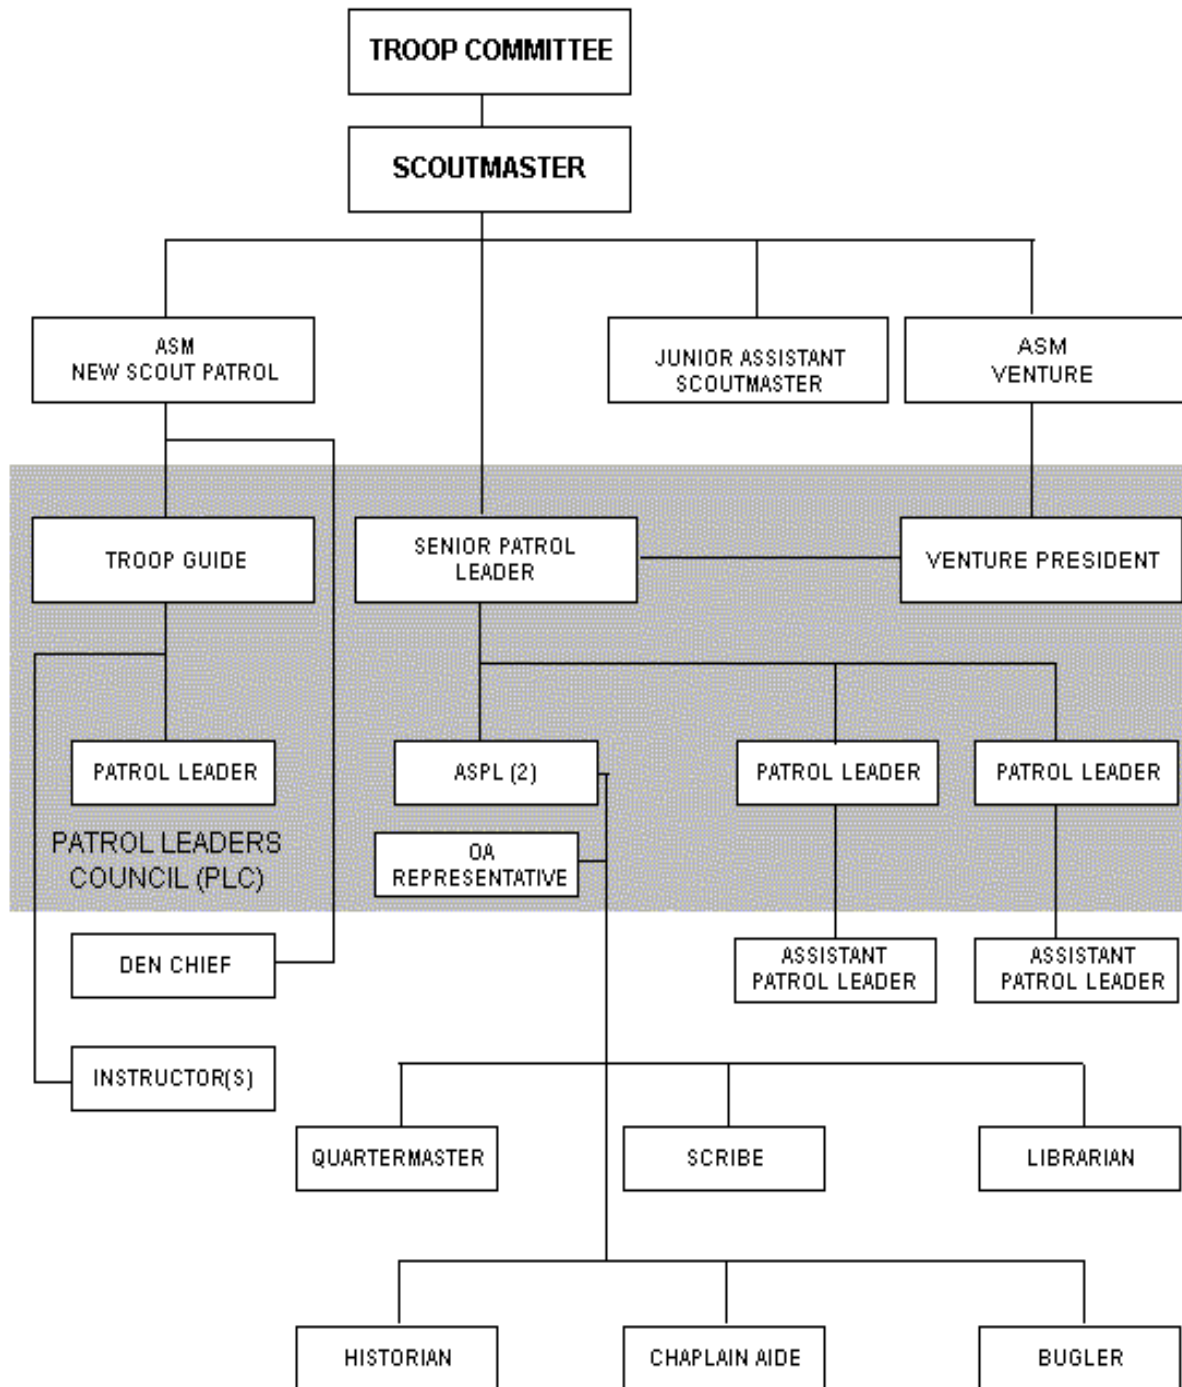 TROOP COMMITTEE
SCOUTMASTER
ASM
NEW SCOUT PATROL
JUNIOR ASSISTANT
SCOUTMASTER
ASM
VENTURE
TROOP GUIDE
SENIOR PATROL
LEADER
VENTURE PRESIDENT
PATROL LEADER
ASPL (2)
PATROL LEADER
PATROL LEADER
PATROL LEADERS
COUNCIL (PLC)
OA
REPRESENTATIVE
DEN CHIEF
ASSISTANT
PATROL LEADER
ASSISTANT
PATROL LEADER
INSTRUCTOR(S)
QUARTERMASTER
SCRIBE
LIBRARIAN
HISTORIAN
CHAPLAIN AIDE
BUGLER